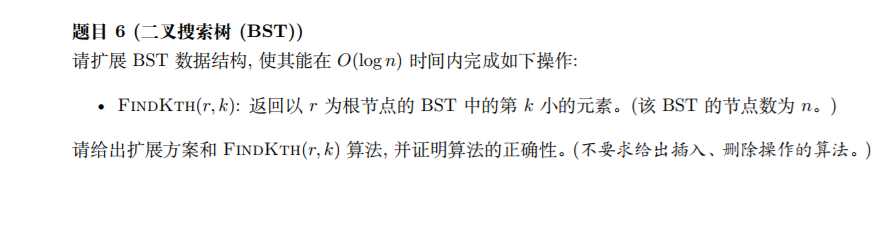 题目 6 (二叉搜索树 (BST))
请扩展 BST 数据结构, 使其能在 O(log n) 时间内完成如下操作:
• FINDKTH(r, k): 返回以 r 为根节点的 BST 中的第 k 小的元素。(该 BST 的节点数为 n。)
请给出扩展方案和 FINDKTH(r, k) 算法, 并证明算法的正确性。(不要求给出插入、删除操作的算法。)